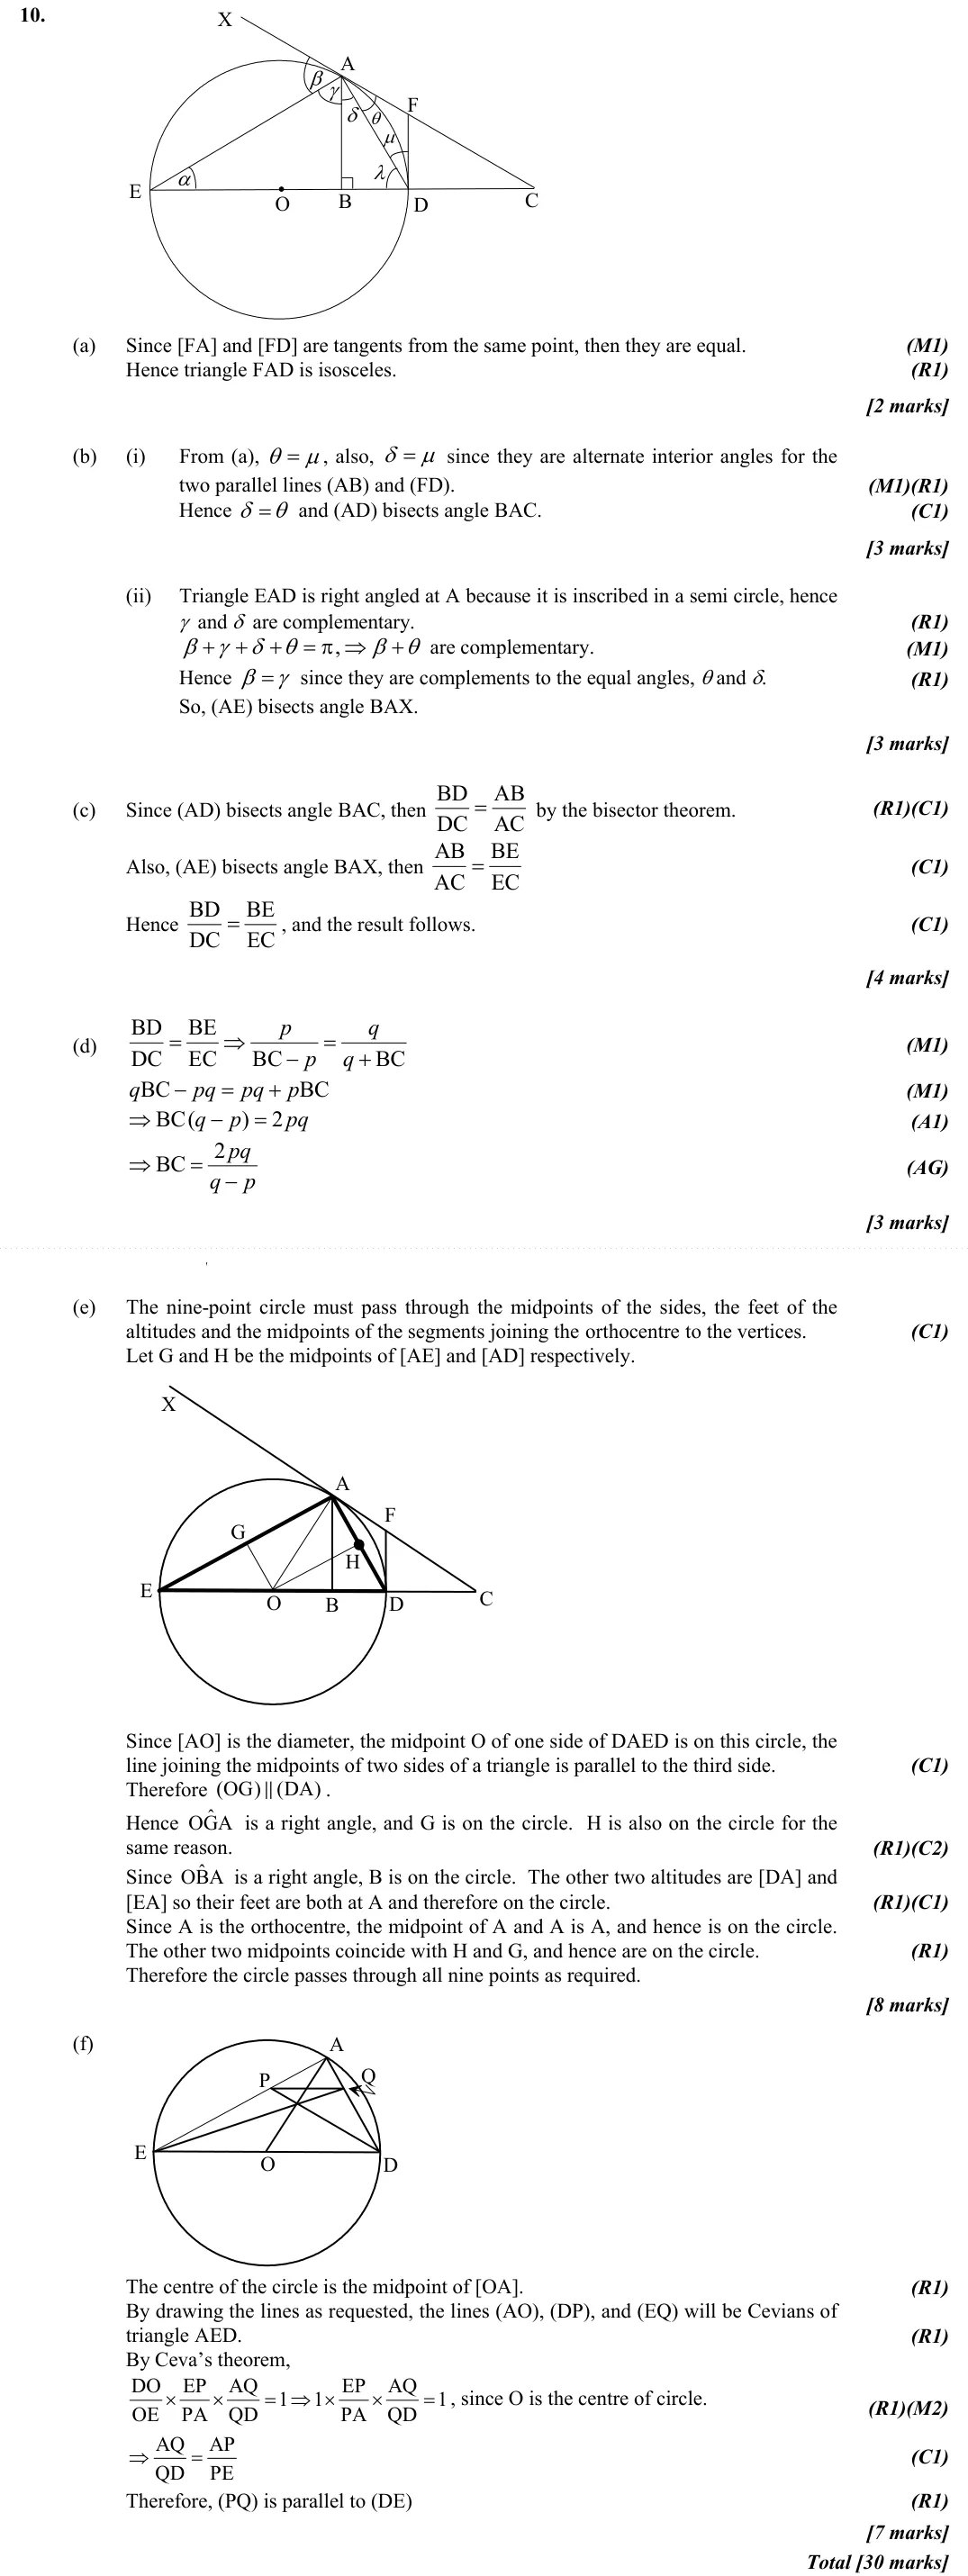 10.
X
A
β
γ
F
δ
θ
μ
λ
E
α
O
B
D
C
(a) Since [FA] and [FD] are tangents from the same point, then they are equal. (M1)
Hence triangle FAD is isosceles. (R1)
[2 marks]
(b) (i) From (a), θ = μ, also, δ = μ since they are alternate interior angles for the
two parallel lines (AB) and (FD). (M1)(R1)
Hence δ = θ and (AD) bisects angle BAC. (C1)
[3 marks]
(ii) Triangle EAD is right angled at A because it is inscribed in a semi circle, hence
γ and δ are complementary. (R1)
β + γ + δ + θ = π, ⇒ β + θ are complementary. (M1)
Hence β = γ since they are complements to the equal angles, θ and δ. (R1)
So, (AE) bisects angle BAX.
[3 marks]
(c) Since (AD) bisects angle BAC, then BD/DC = AB/AC by the bisector theorem. (R1)(C1)
Also, (AE) bisects angle BAX, then AB/AC = BE/EC (C1)
Hence BD/DC = BE/EC, and the result follows. (C1)
[4 marks]
(d) BD/DC = BE/EC ⇒ p/(BC − p) = q/(q + BC) (M1)
qBC − pq = pq + pBC (M1)
⇒ BC(q − p) = 2pq (A1)
⇒ BC = 2pq/(q − p) (AG)
[3 marks]
(e) The nine-point circle must pass through the midpoints of the sides, the feet of the
altitudes and the midpoints of the segments joining the orthocentre to the vertices. (C1)
Let G and H be the midpoints of [AE] and [AD] respectively.
X
A
F
G
H
E
O
B
D
C
Since [AO] is the diameter, the midpoint O of one side of DAED is on this circle, the
line joining the midpoints of two sides of a triangle is parallel to the third side. (C1)
Therefore (OG) || (DA).
Hence OĜA is a right angle, and G is on the circle. H is also on the circle for the
same reason. (R1)(C2)
Since OB̂A is a right angle, B is on the circle. The other two altitudes are [DA] and
[EA] so their feet are both at A and therefore on the circle. (R1)(C1)
Since A is the orthocentre, the midpoint of A and A is A, and hence is on the circle.
The other two midpoints coincide with H and G, and hence are on the circle. (R1)
Therefore the circle passes through all nine points as required.
[8 marks]
(f)
A
P
Q
E
O
D
The centre of the circle is the midpoint of [OA]. (R1)
By drawing the lines as requested, the lines (AO), (DP), and (EQ) will be Cevians of
triangle AED. (R1)
By Ceva's theorem,
DO/OE × EP/PA × AQ/QD = 1 ⇒ 1 × EP/PA × AQ/QD = 1, since O is the centre of circle. (R1)(M2)
⇒ AQ/QD = AP/PE (C1)
Therefore, (PQ) is parallel to (DE) (R1)
[7 marks]
Total [30 marks]